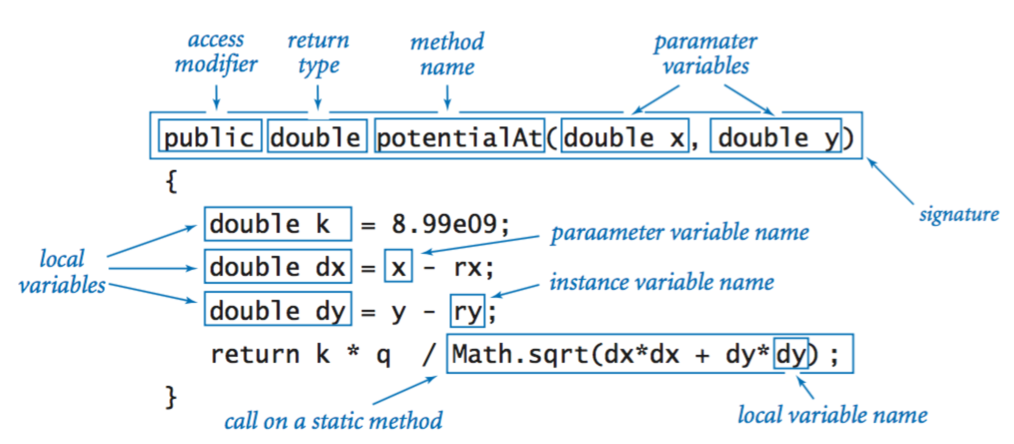 access modifier
return type
method name
paramater variables
public double potentialAt(double x, double y)
signature
{
double k = 8.99e09;
paraameter variable name
local variables
double dx = x - rx;
instance variable name
double dy = y - ry;
return k * q / Math.sqrt(dx*dx + dy*dy) ;
}
call on a static method
local variable name